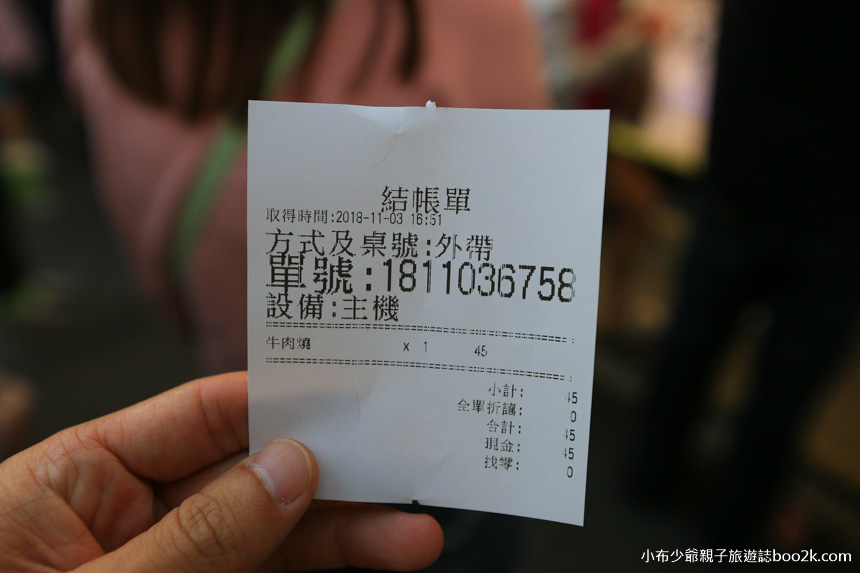 結帳單
取得時間:2018-11-03 16:51
方式及桌號:外帶
單號:1811036758
設備:主機
牛肉燒 x 1 45
小計: 45
全單折讓: 0
合計: 45
現金: 45
找零: 0
小布少爺親子旅遊誌boo2k.com